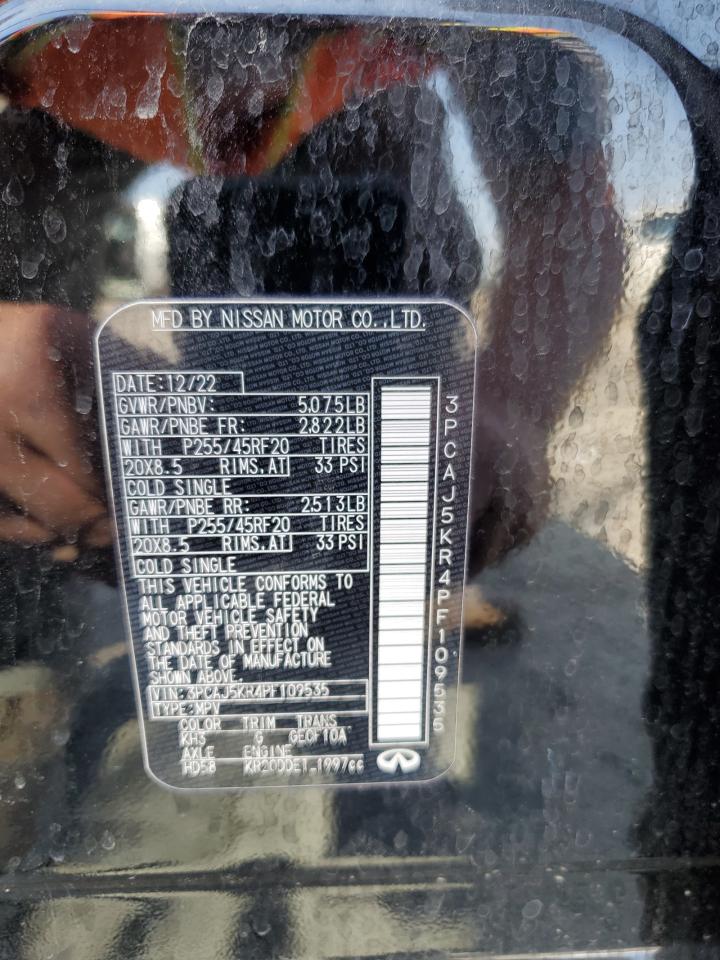 MFD BY NISSAN MOTOR CO.,LTD.
DATE:12/22
GVWR/PNBV: 5,075LB
GAWR/PNBE FR: 2,822LB
WITH P255/45RF20 TIRES
20X8.5 RIMS.AT 33 PSI
COLD SINGLE
GAWR/PNBE RR: 2,513LB
WITH P255/45RF20 TIRES
20X8.5 RIMS.AT 33 PSI
COLD SINGLE
THIS VEHICLE CONFORMS TO
ALL APPLICABLE FEDERAL
MOTOR VEHICLE SAFETY
AND THEFT PREVENTION
STANDARDS IN EFFECT ON
THE DATE OF MANUFACTURE
SHOWN ABOVE.
VIN:3PCAJ5KR4PF109535
TYPE:MPV
COLOR TRIM TRANS
KH3 G GE0F10A
AXLE ENGINE
HD58 KR20DDET 1997cc
3PCAJ5KR4PF109535